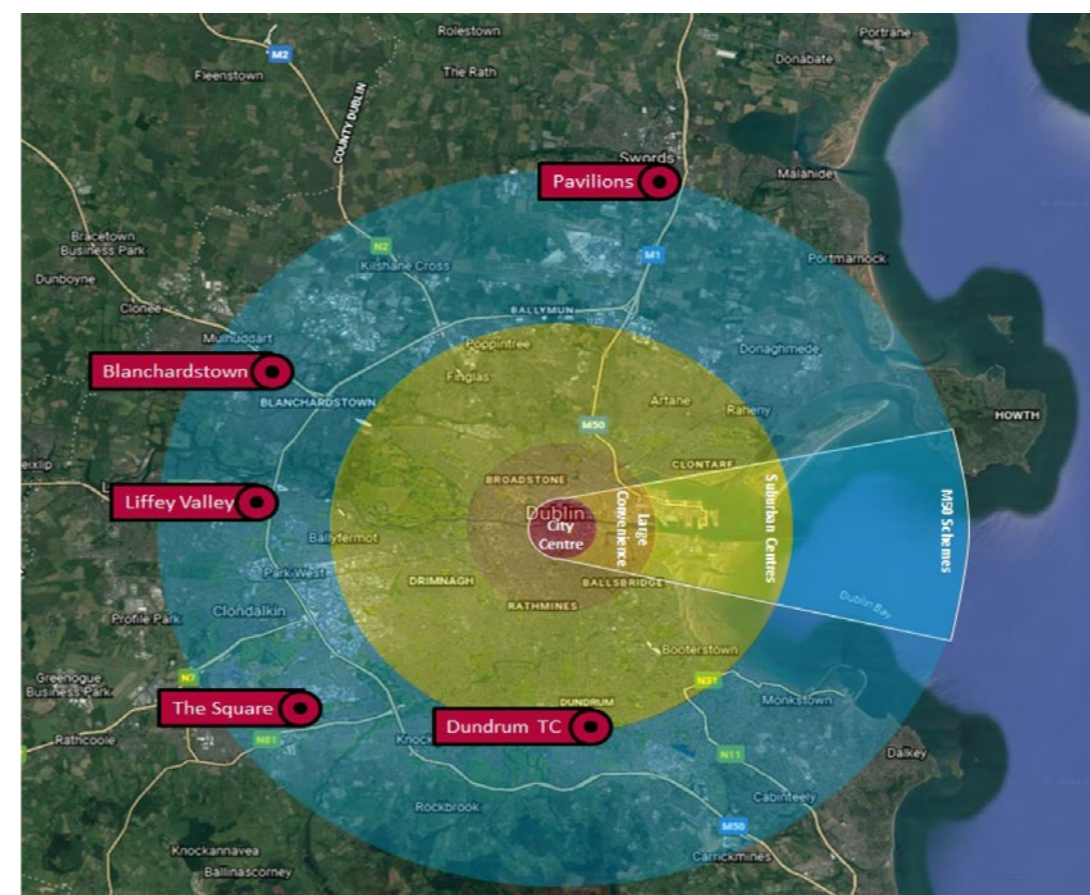 Rolestown
Portrane
M2
Donabate
Fleenstown
The Rath
COUNTY DUBLIN
Swords
Pavilions
Malahide
Bracetown
Business Park
N2
Kilshane Cross
M1
Portmarnock
Dunboyne
Clonee
BALLYMUN
Mulhuddart
Poppintree
Donaghmede
Blanchardstown
Finglas
BLANCHARDSTOWN
Artane
Raheny
HOWTH
M50
CLONTARF
BROADSTONE
Liffey Valley
Dublin
City
Centre
Large
Convenience
Suburban Centres
M50 Schemes
Ballyfermot
Park West
DRIMNAGH
BALLSBRIDGE
RATHMINES
Dublin Bay
Clondalkin
Profile Park
Booterstown
Greenogue
Business Park
N7
N31
Monkstown
The Square
DUNDRUM
Dundrum TC
Rathcoole
N81
N11
Dalkey
Rockbrook
Cabinteely
M50
Knockannavea
Carrickmines
Ballinascorney